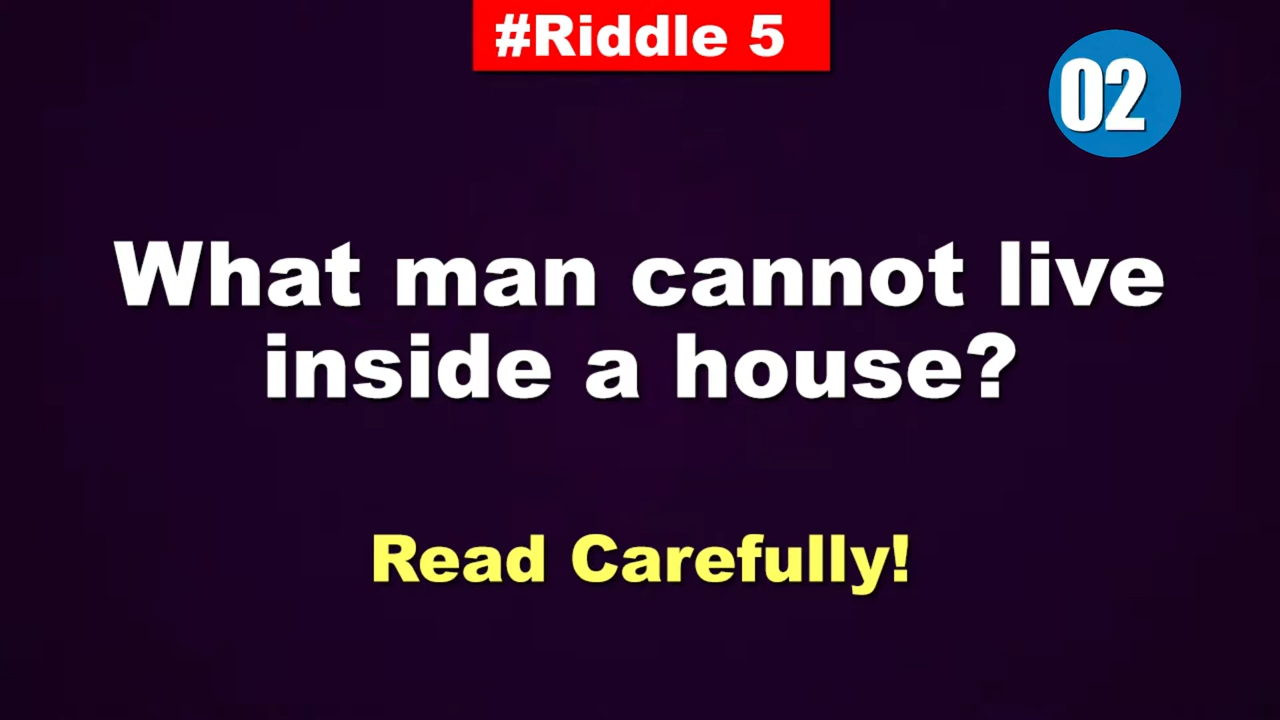 #Riddle 5
02
What man cannot live
inside a house?
Read Carefully!